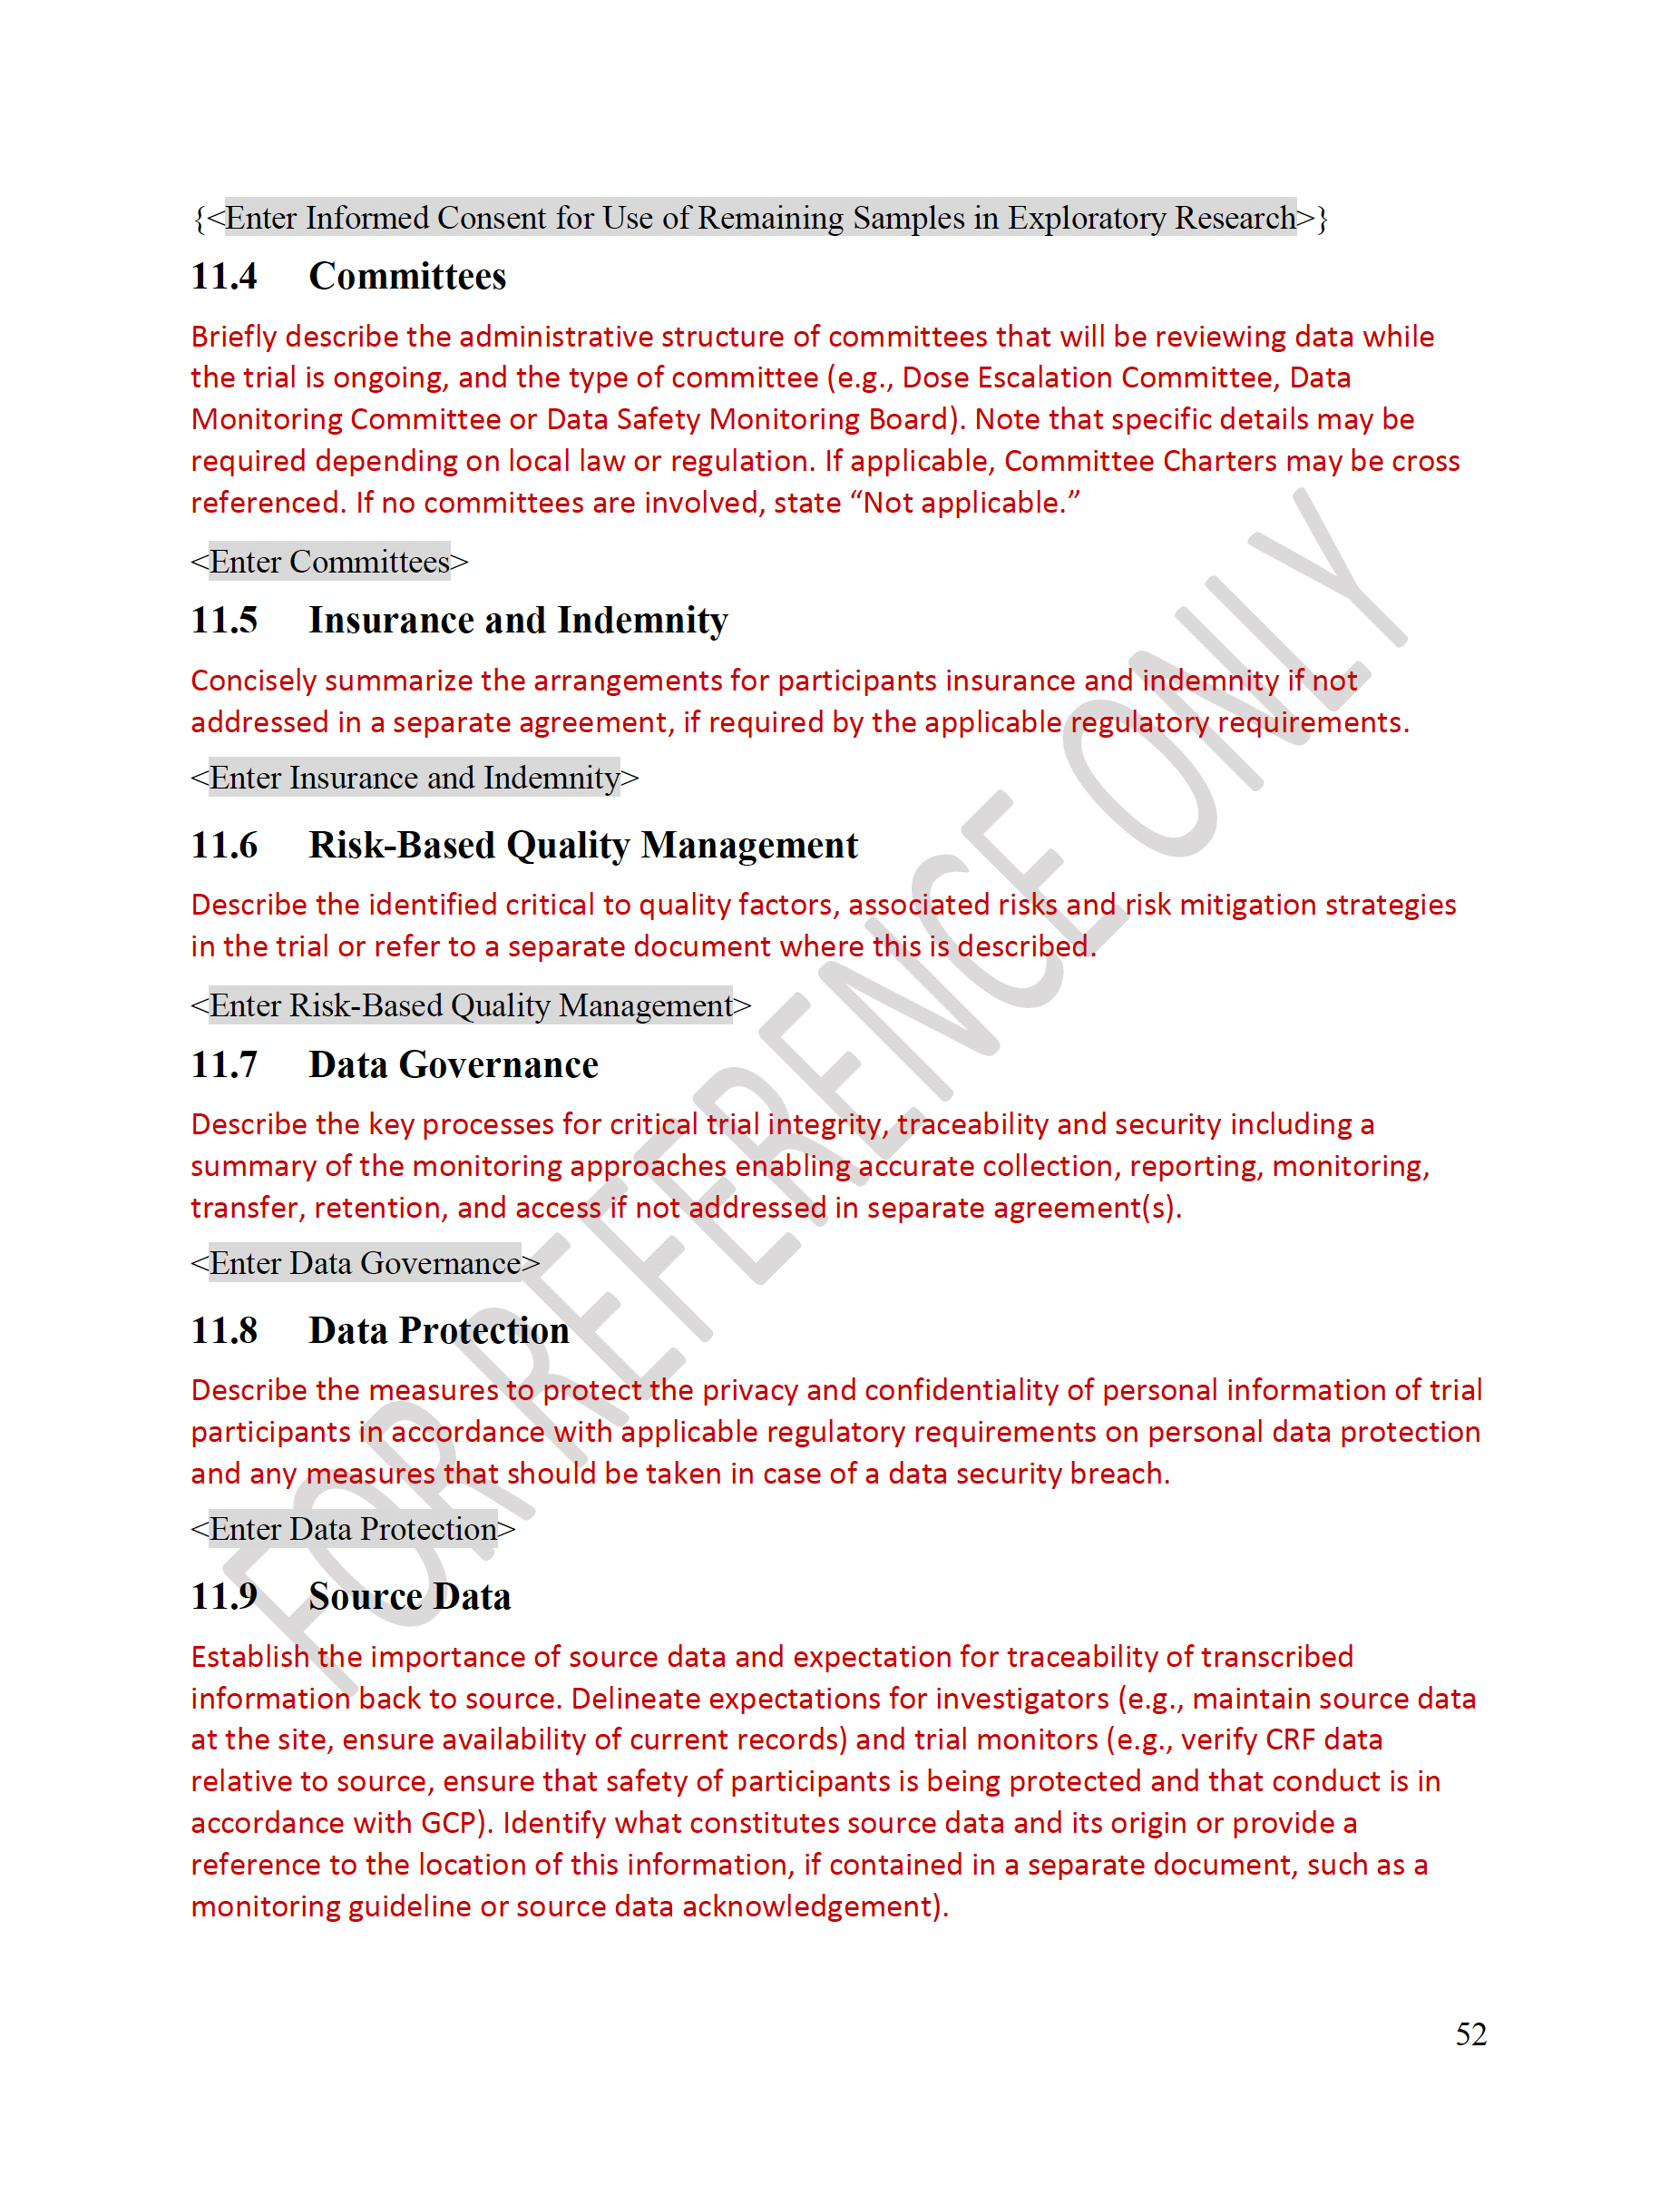 {<Enter Informed Consent for Use of Remaining Samples in Exploratory Research>}
11.4 Committees
Briefly describe the administrative structure of committees that will be reviewing data while
the trial is ongoing, and the type of committee (e.g., Dose Escalation Committee, Data
Monitoring Committee or Data Safety Monitoring Board). Note that specific details may be
required depending on local law or regulation. If applicable, Committee Charters may be cross
referenced. If no committees are involved, state “Not applicable.”
<Enter Committees>
11.5 Insurance and Indemnity
Concisely summarize the arrangements for participants insurance and indemnity if not
addressed in a separate agreement, if required by the applicable regulatory requirements.
<Enter Insurance and Indemnity>
11.6 Risk-Based Quality Management
Describe the identified critical to quality factors, associated risks and risk mitigation strategies
in the trial or refer to a separate document where this is described.
<Enter Risk-Based Quality Management>
11.7 Data Governance
Describe the key processes for critical trial integrity, traceability and security including a
summary of the monitoring approaches enabling accurate collection, reporting, monitoring,
transfer, retention, and access if not addressed in separate agreement(s).
<Enter Data Governance>
11.8 Data Protection
Describe the measures to protect the privacy and confidentiality of personal information of trial
participants in accordance with applicable regulatory requirements on personal data protection
and any measures that should be taken in case of a data security breach.
<Enter Data Protection>
11.9 Source Data
Establish the importance of source data and expectation for traceability of transcribed
information back to source. Delineate expectations for investigators (e.g., maintain source data
at the site, ensure availability of current records) and trial monitors (e.g., verify CRF data
relative to source, ensure that safety of participants is being protected and that conduct is in
accordance with GCP). Identify what constitutes source data and its origin or provide a
reference to the location of this information, if contained in a separate document, such as a
monitoring guideline or source data acknowledgement).
52
FOR REFERENCE ONLY